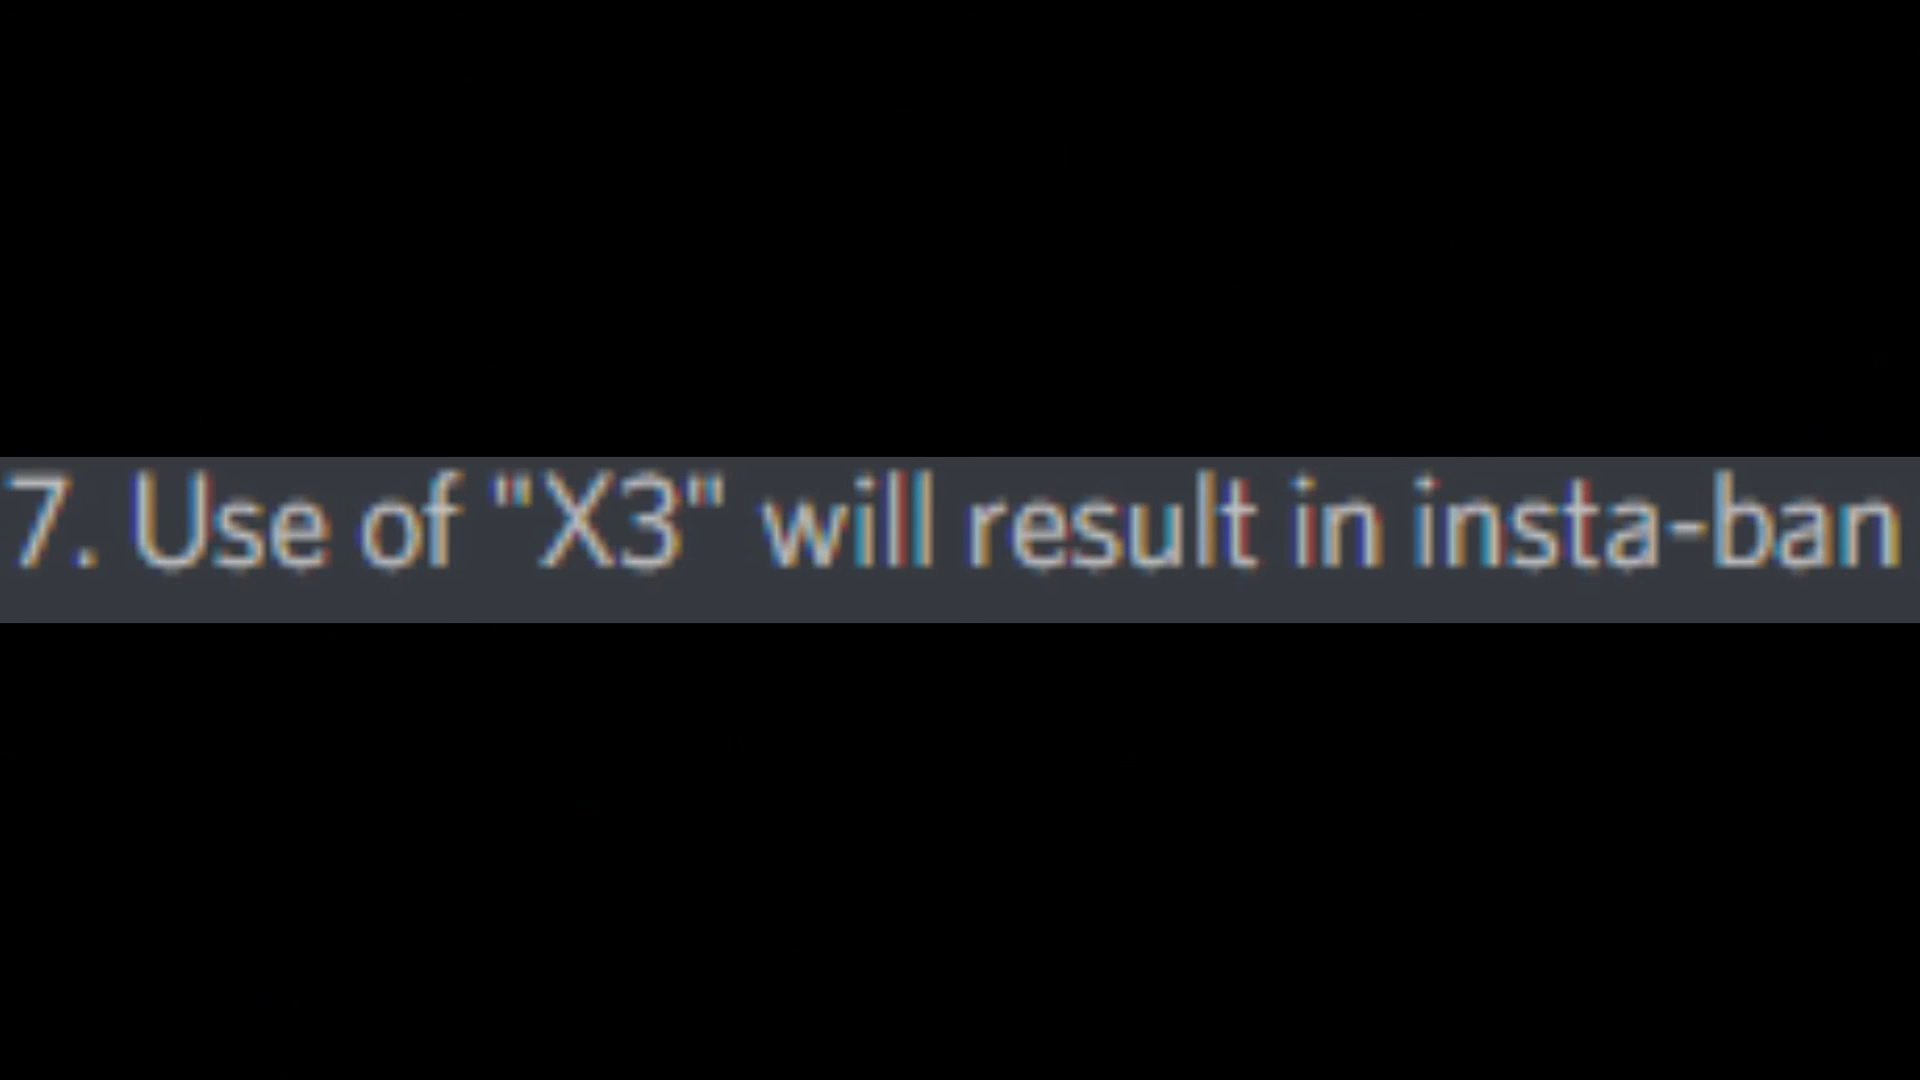 7. Use of "X3" will result in insta-ban